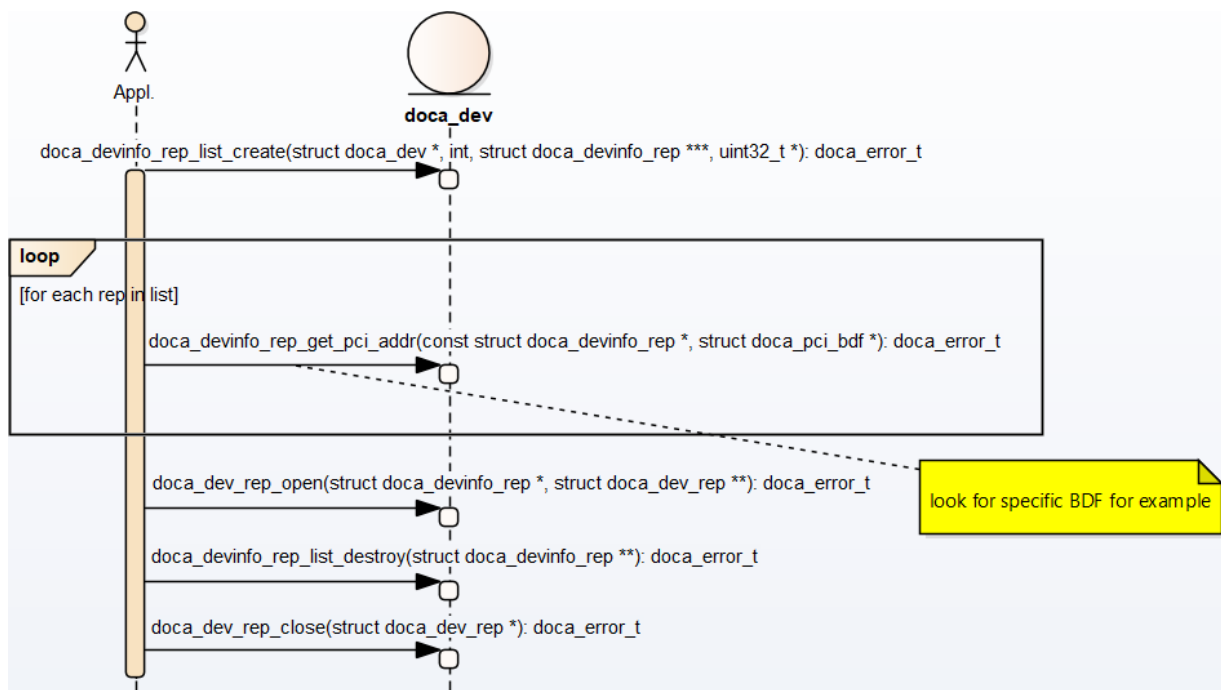 Appl.
doca_dev
doca_devinfo_rep_list_create(struct doca_dev *, int, struct doca_devinfo_rep ***, uint32_t *): doca_error_t
loop
[for each rep in list]
doca_devinfo_rep_get_pci_addr(const struct doca_devinfo_rep *, struct doca_pci_bdf *): doca_error_t
doca_dev_rep_open(struct doca_devinfo_rep *, struct doca_dev_rep **): doca_error_t
look for specific BDF for example
doca_devinfo_rep_list_destroy(struct doca_devinfo_rep **): doca_error_t
doca_dev_rep_close(struct doca_dev_rep *): doca_error_t